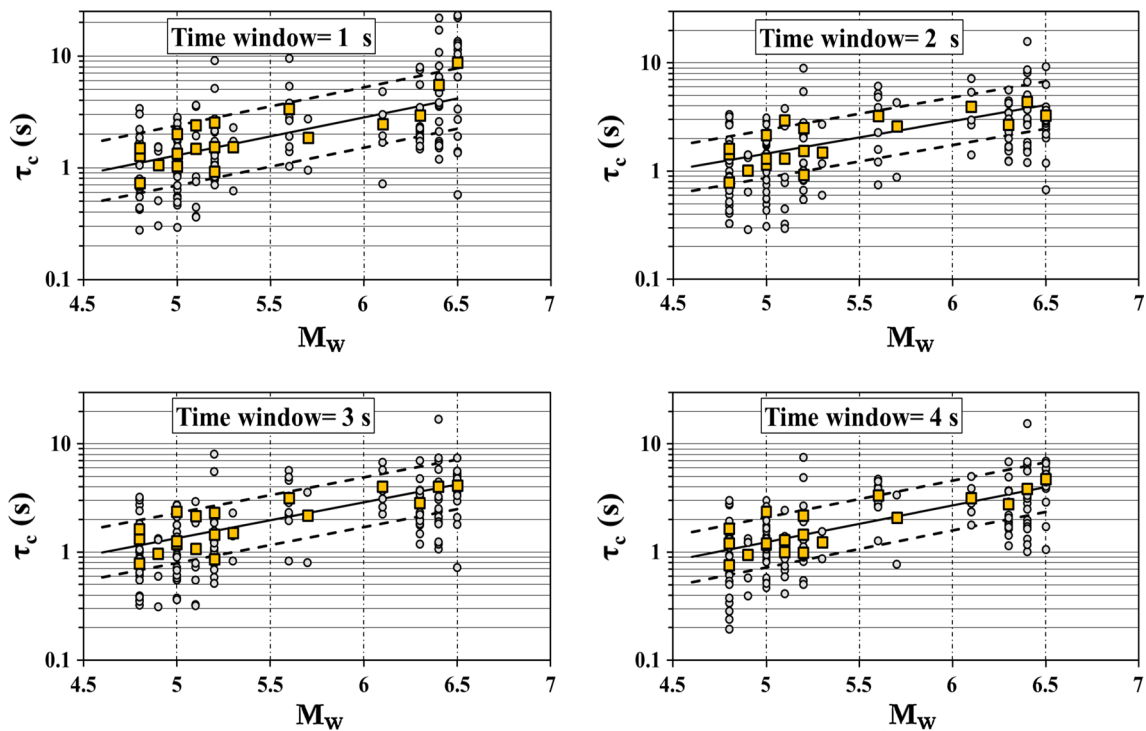 Time window= 1 s
10
1
0.1
τc (s)
4.5 5 5.5 6 6.5 7
MW
Time window= 2 s
10
1
0.1
τc (s)
4.5 5 5.5 6 6.5 7
MW
Time window= 3 s
10
1
0.1
τc (s)
4.5 5 5.5 6 6.5 7
MW
Time window= 4 s
10
1
0.1
τc (s)
4.5 5 5.5 6 6.5 7
MW